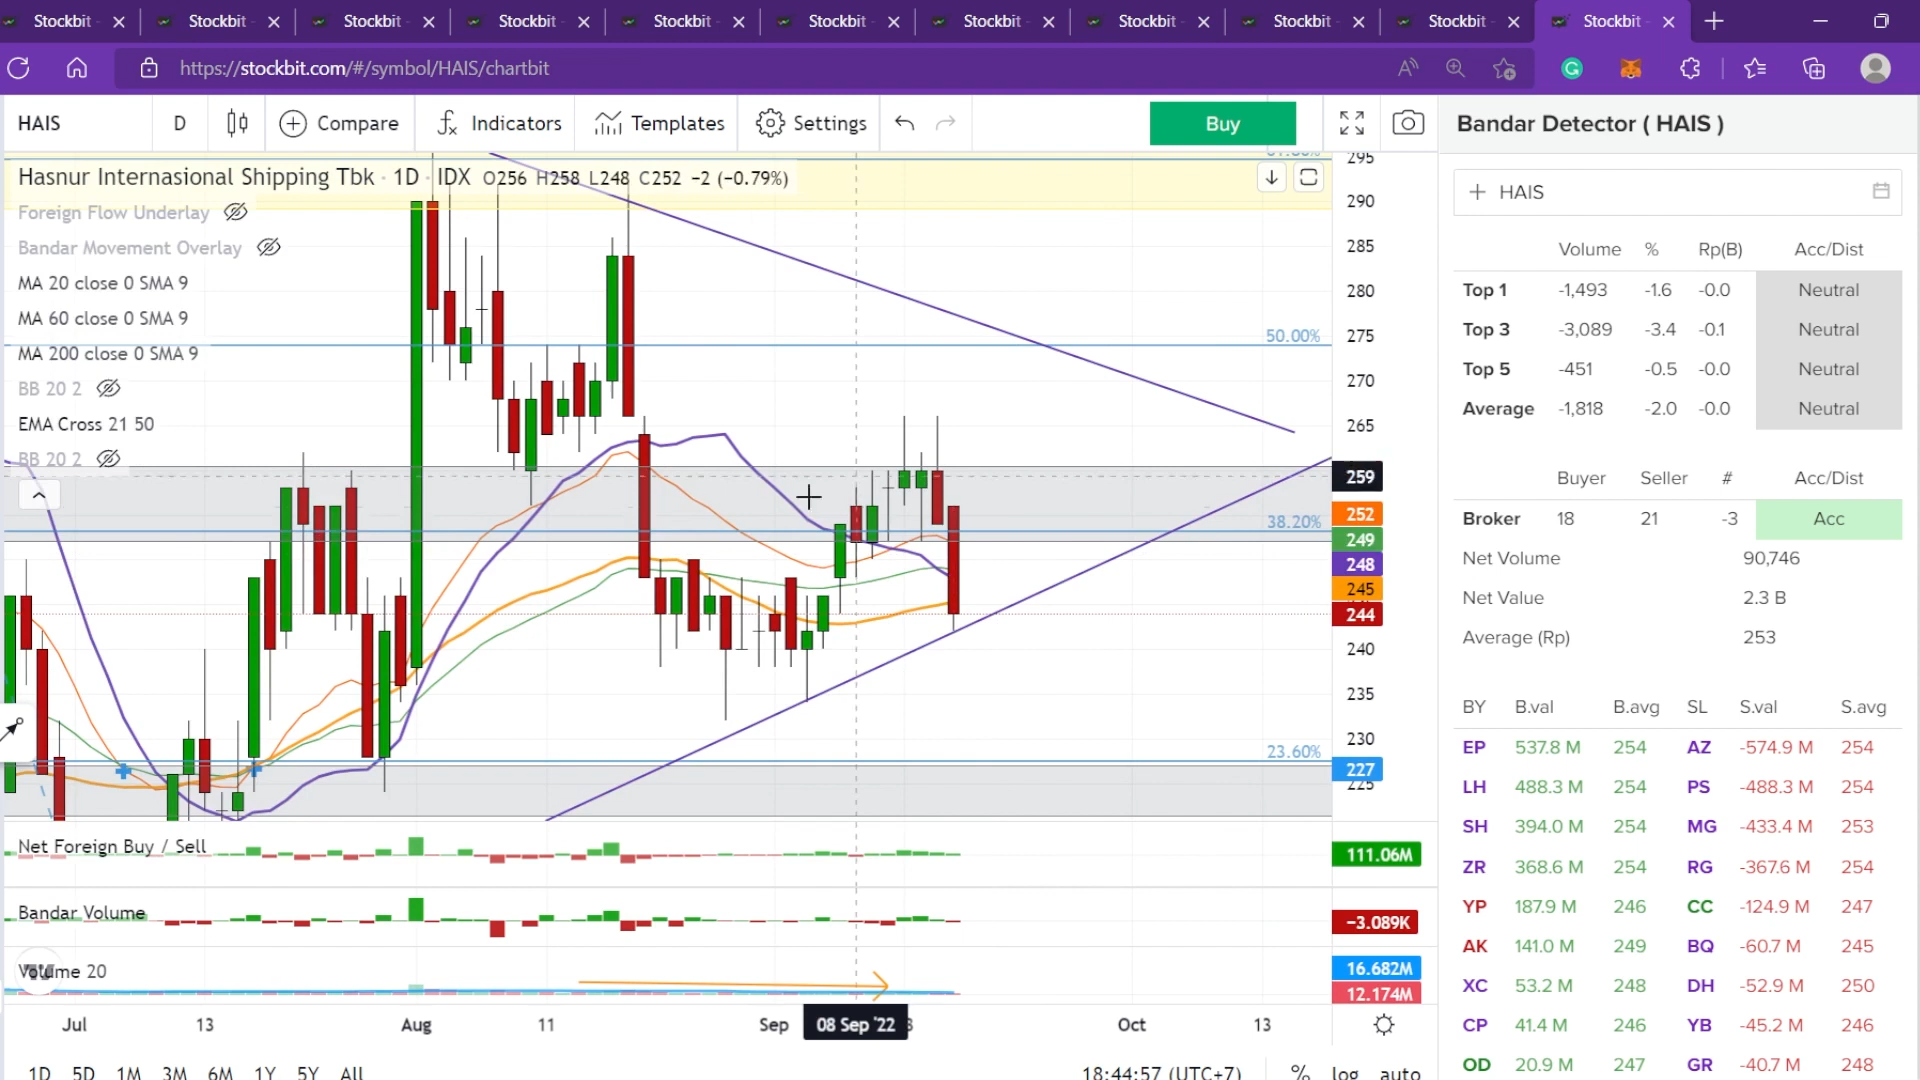 Stockbit Stockbit Stockbit Stockbit Stockbit Stockbit Stockbit Stockbit Stockbit Stockbit Stockbit
https://stockbit.com/#/symbol/HAIS/chartbit
HAIS D Compare Indicators Templates Settings Buy
Hasnur Internasional Shipping Tbk · 1D · IDX O256 H258 L248 C252 −2 (−0.79%)
Foreign Flow Underlay
Bandar Movement Overlay
MA 20 close 0 SMA 9
MA 60 close 0 SMA 9
MA 200 close 0 SMA 9
BB 20 2
EMA Cross 21 50
BB 20 2
50.00%
38.20%
23.60%
295
290
285
280
275
270
265
259
252
249
248
245
244
240
235
230
227
225
Net Foreign Buy / Sell
111.06M
Bandar Volume
−3.089K
Volume 20
16.682M
12.174M
Jul 13 Aug 11 Sep 08 Sep '22 Oct 13
1D 5D 1M 3M 6M 1Y 5Y All 18:44:57 (UTC+7) % log auto
Bandar Detector ( HAIS )
HAIS
Volume % Rp(B) Acc/Dist
Top 1 -1,493 -1.6 -0.0 Neutral
Top 3 -3,089 -3.4 -0.1 Neutral
Top 5 -451 -0.5 -0.0 Neutral
Average -1,818 -2.0 -0.0 Neutral
Buyer Seller # Acc/Dist
Broker 18 21 -3 Acc
Net Volume 90,746
Net Value 2.3 B
Average (Rp) 253
BY B.val B.avg SL S.val S.avg
EP 537.8 M 254 AZ -574.9 M 254
LH 488.3 M 254 PS -488.3 M 254
SH 394.0 M 254 MG -433.4 M 253
ZR 368.6 M 254 RG -367.6 M 254
YP 187.9 M 246 CC -124.9 M 247
AK 141.0 M 249 BQ -60.7 M 245
XC 53.2 M 248 DH -52.9 M 250
CP 41.4 M 246 YB -45.2 M 246
OD 20.9 M 247 GR -40.7 M 248